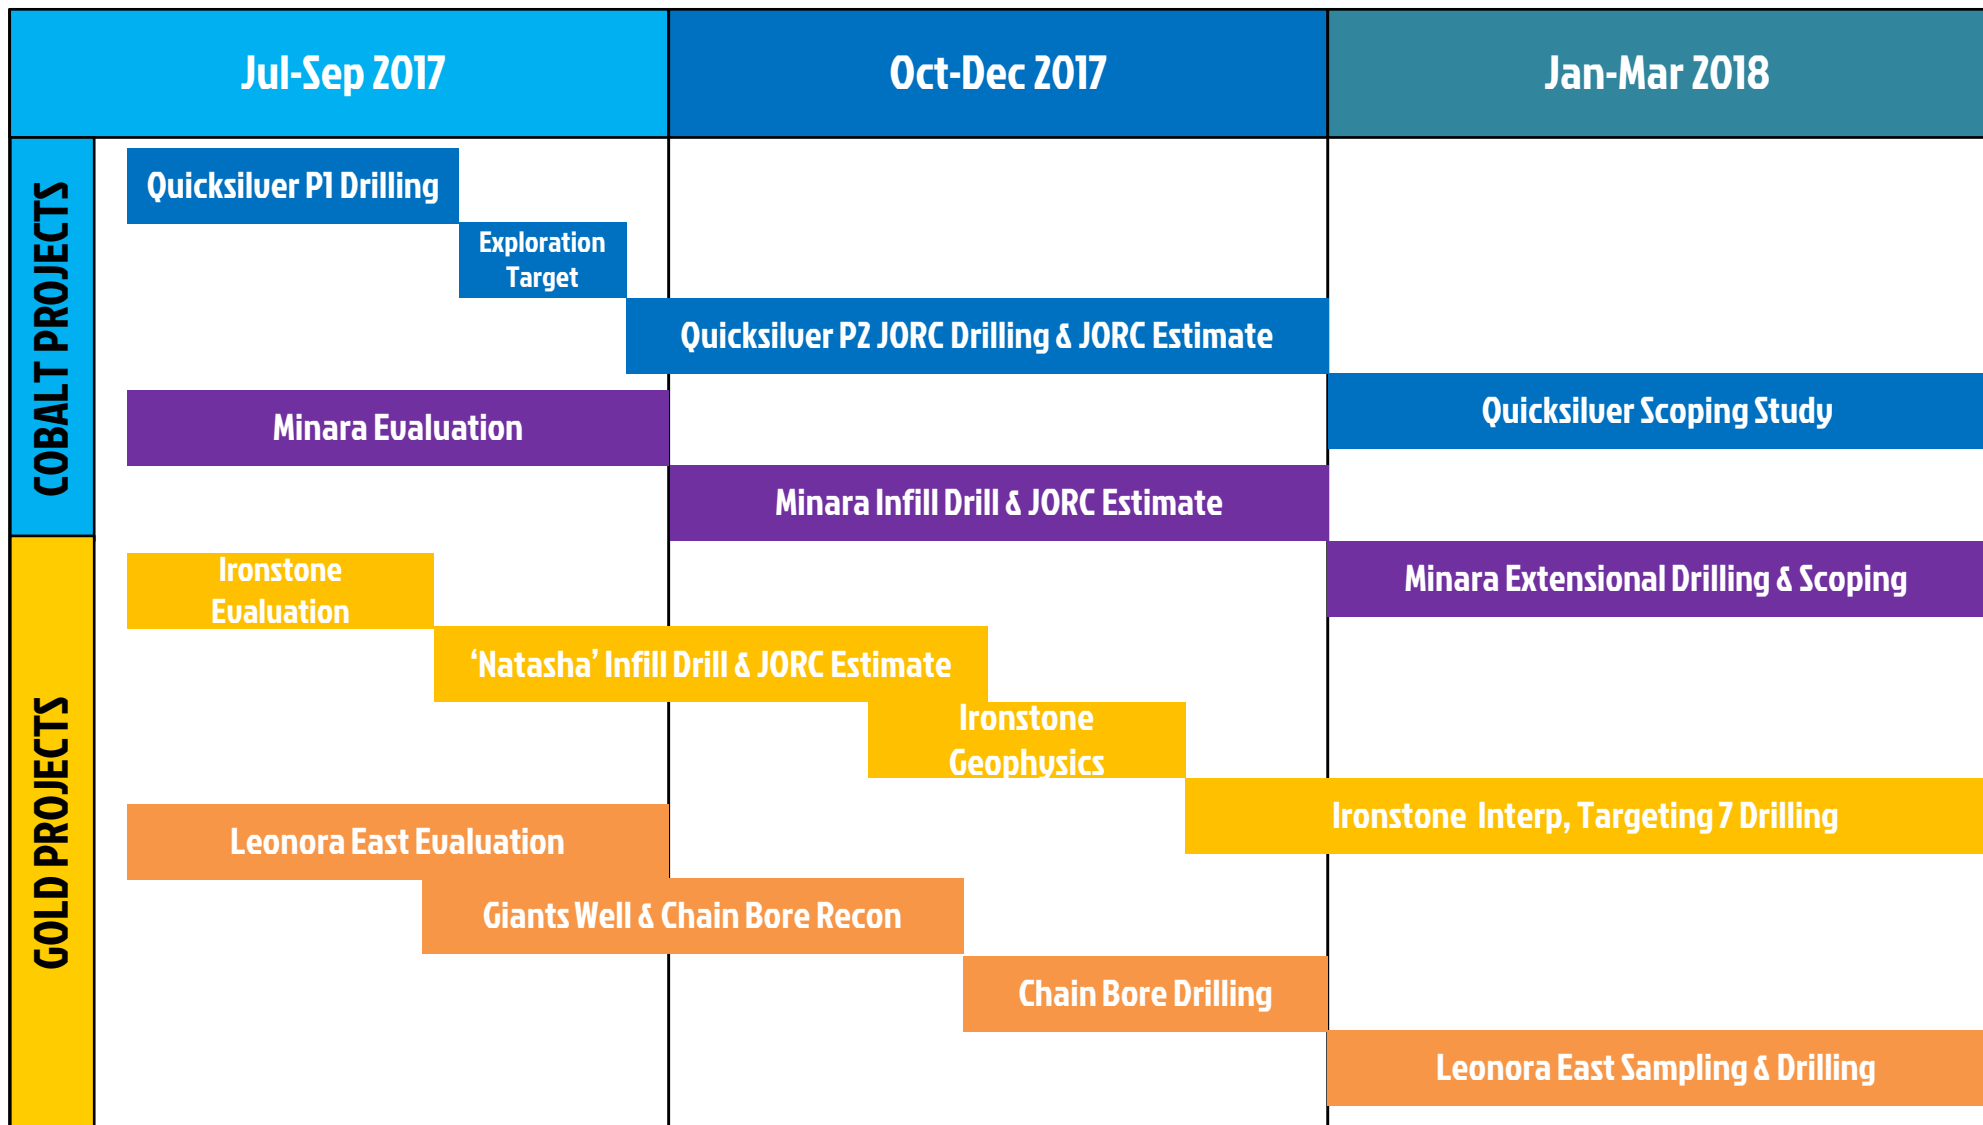 Jul-Sep 2017
Oct-Dec 2017
Jan-Mar 2018
COBALT PROJECTS
Quicksilver P1 Drilling
Exploration
Target
Quicksilver P2 JORC Drilling & JORC Estimate
Quicksilver Scoping Study
Minara Evaluation
Minara Infill Drill & JORC Estimate
Minara Extensional Drilling & Scoping
GOLD PROJECTS
Ironstone
Evaluation
‘Natasha’ Infill Drill & JORC Estimate
Ironstone
Geophysics
Ironstone Interp, Targeting 7 Drilling
Leonora East Evaluation
Giants Well & Chain Bore Recon
Chain Bore Drilling
Leonora East Sampling & Drilling